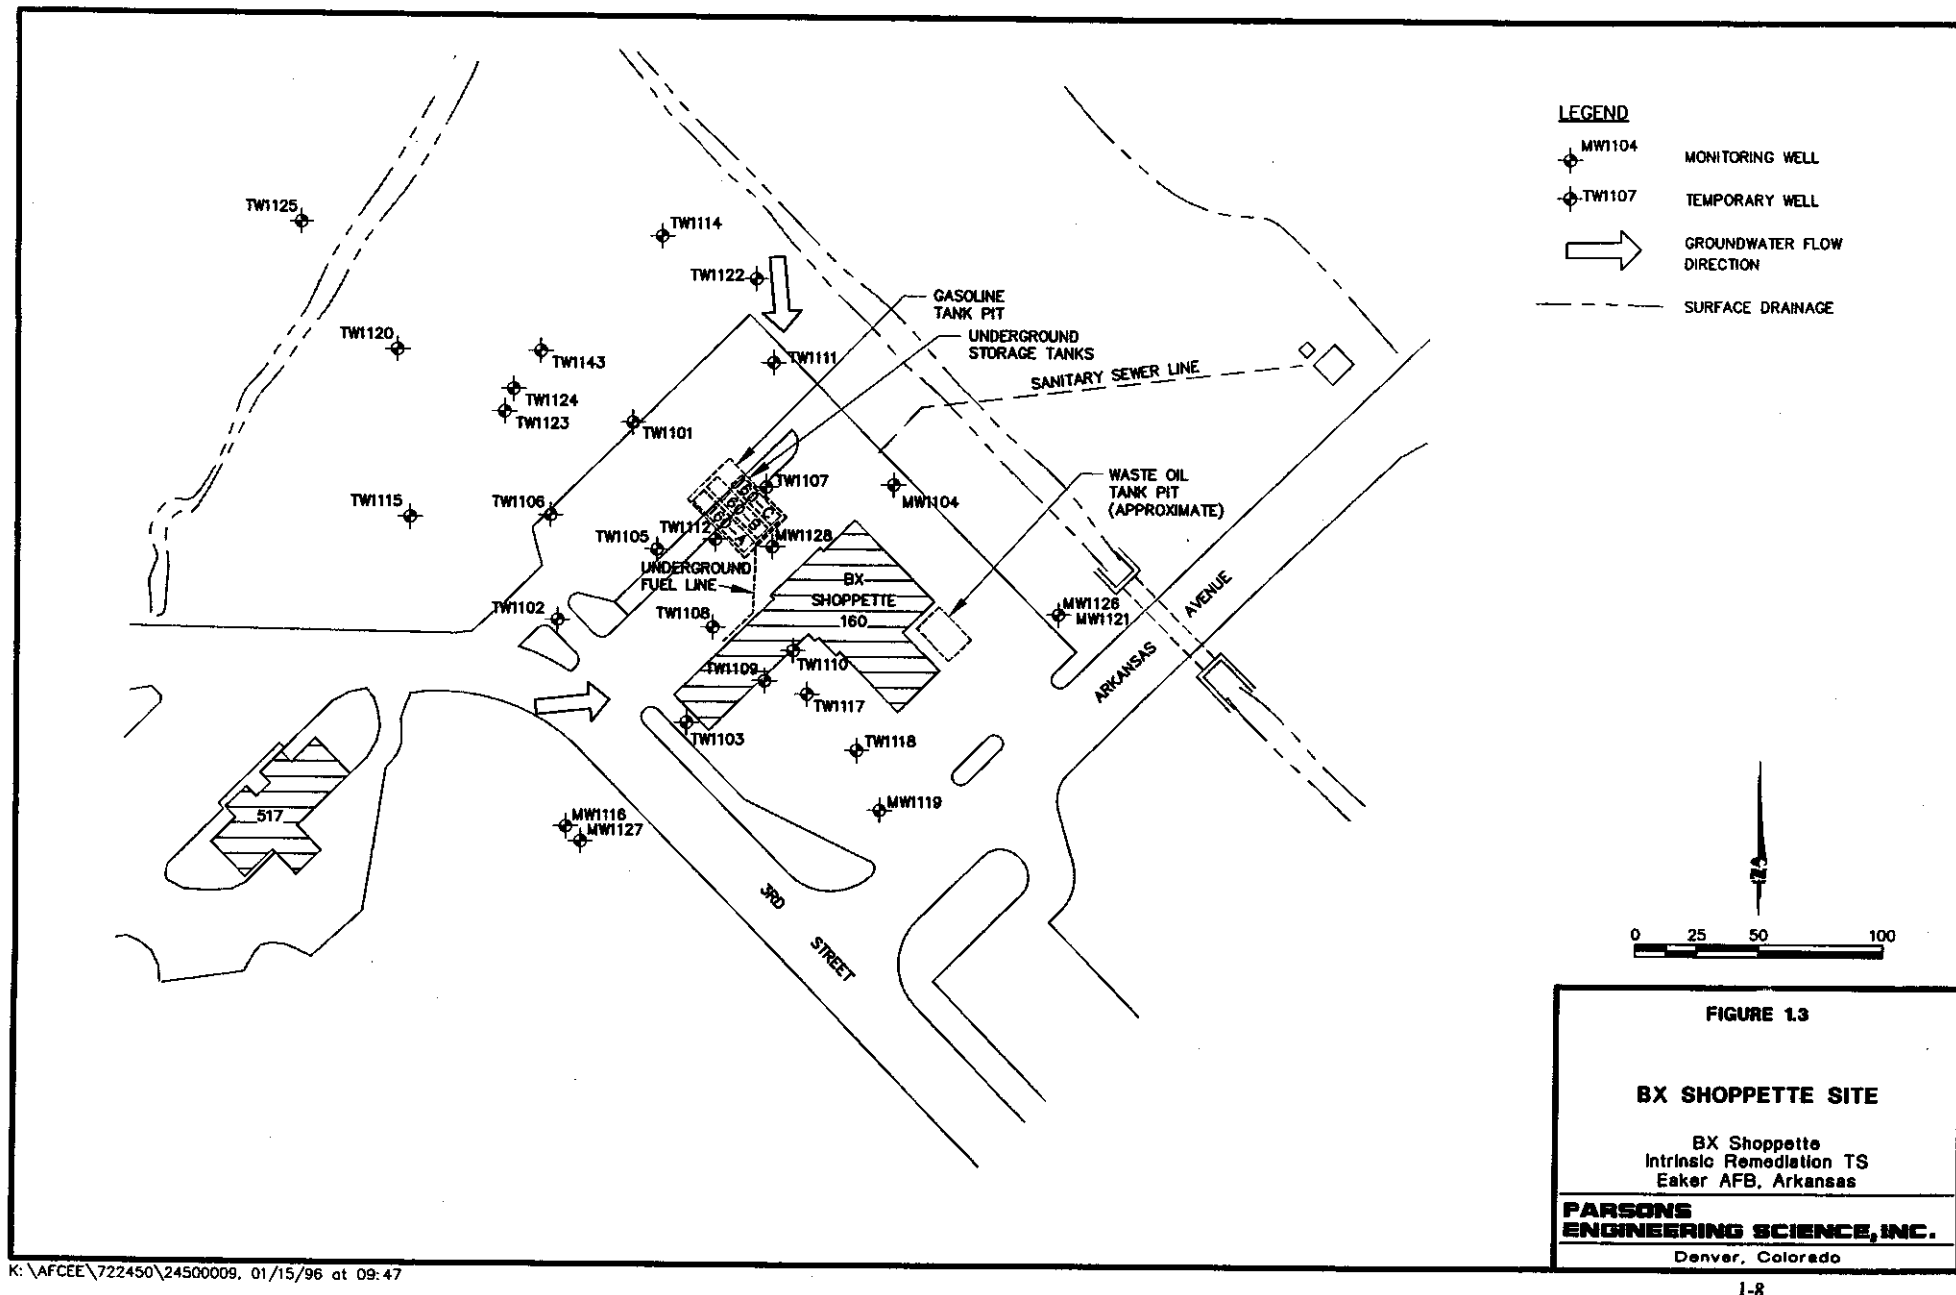 LEGEND
MW1104
MONITORING WELL
TW1107
TEMPORARY WELL
GROUNDWATER FLOW
DIRECTION
SURFACE DRAINAGE
TW1125
TW1114
TW1122
GASOLINE
TANK PIT
UNDERGROUND
STORAGE TANKS
TW1120
TW1143
TW1111
SANITARY SEWER LINE
TW1124
TW1123
TW1101
TW1107
MW1104
WASTE OIL
TANK PIT
(APPROXIMATE)
TW1115
TW1106
TW1112
TW1105
MW1128
UNDERGROUND
FUEL LINE
BX
SHOPPETTE
160
TW1102
TW1108
MW1126
MW1121
ARKANSAS AVENUE
TW1109
TW1110
TW1117
TW1103
TW1118
MW1119
517
MW1116
MW1127
3RD
STREET
0 25 50 100
FIGURE 1.3
BX SHOPPETTE SITE
BX Shoppette
Intrinsic Remediation TS
Eaker AFB, Arkansas
PARSONS
ENGINEERING SCIENCE, INC.
Denver, Colorado
K:\AFCEE\722450\24500009, 01/15/96 at 09:47
1-8